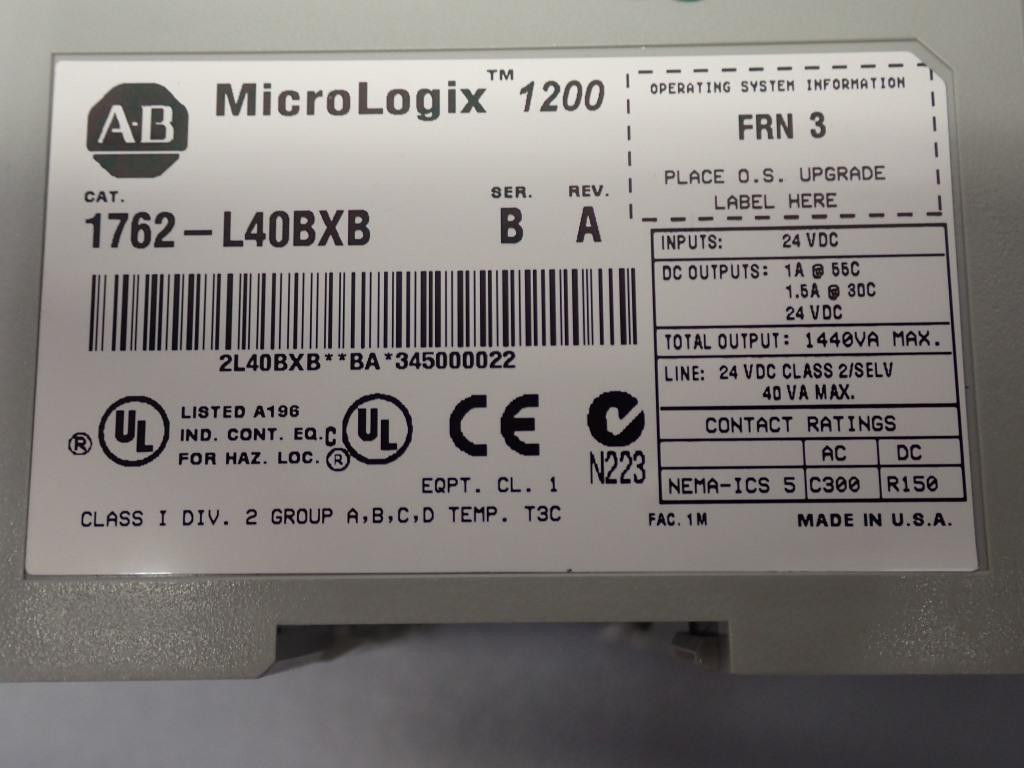 A·B
MicroLogix™ 1200
CAT.
SER.
REV.
1762-L40BXB
B
A
2L40BXB**BA*345000022
® UL
LISTED A196
IND. CONT. EQ.
FOR HAZ. LOC.
C UL ®
CE
N223
EQPT. CL. 1
CLASS I DIV. 2 GROUP A,B,C,D TEMP. T3C
OPERATING SYSTEM INFORMATION
FRN 3
PLACE O.S. UPGRADE
LABEL HERE
INPUTS: 24 VDC
DC OUTPUTS: 1A @ 55C
1.5A @ 30C
24 VDC
TOTAL OUTPUT: 1440VA MAX.
LINE: 24 VDC CLASS 2/SELV
40 VA MAX.
CONTACT RATINGS
AC DC
NEMA-ICS 5 C300 R150
FAC. 1M
MADE IN U.S.A.